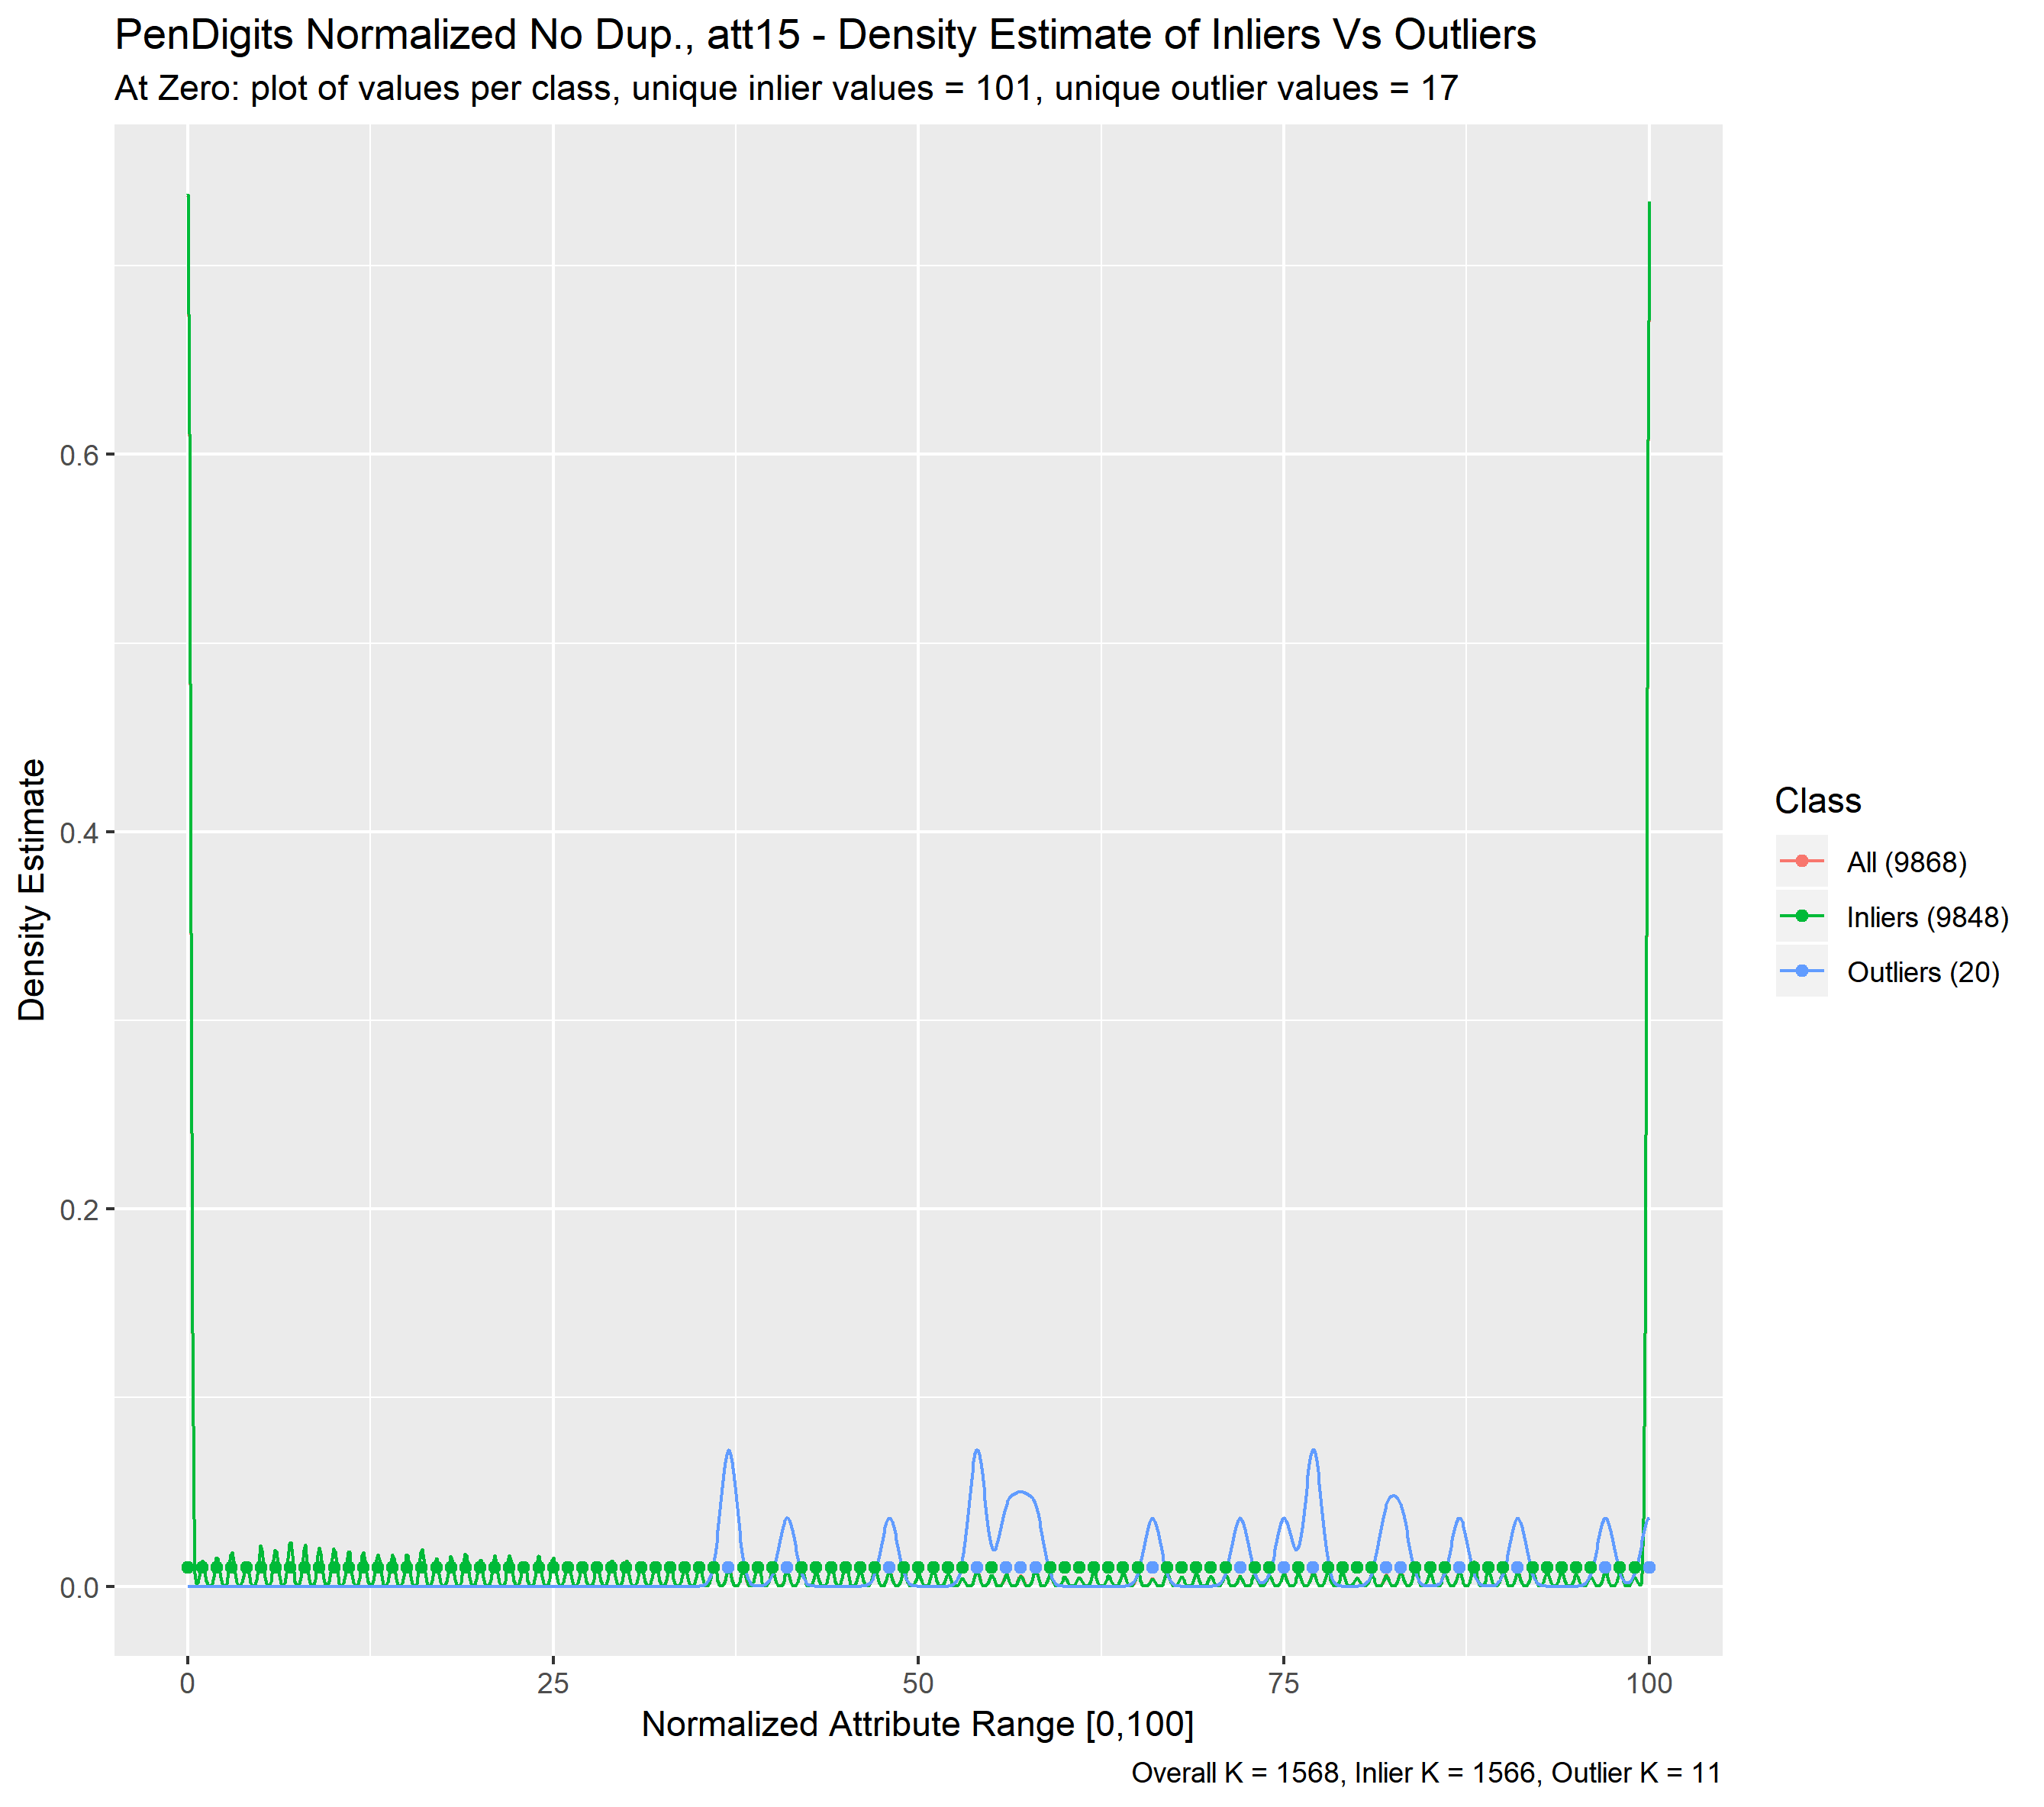 PenDigits Normalized No Dup., att15 - Density Estimate of Inliers Vs Outliers
At Zero: plot of values per class, unique inlier values = 101, unique outlier values = 17
Density Estimate
0.6
0.4
0.2
0.0
0 25 50 75 100
Normalized Attribute Range [0,100]
Overall K = 1568, Inlier K = 1566, Outlier K = 11
Class
All (9868)
Inliers (9848)
Outliers (20)